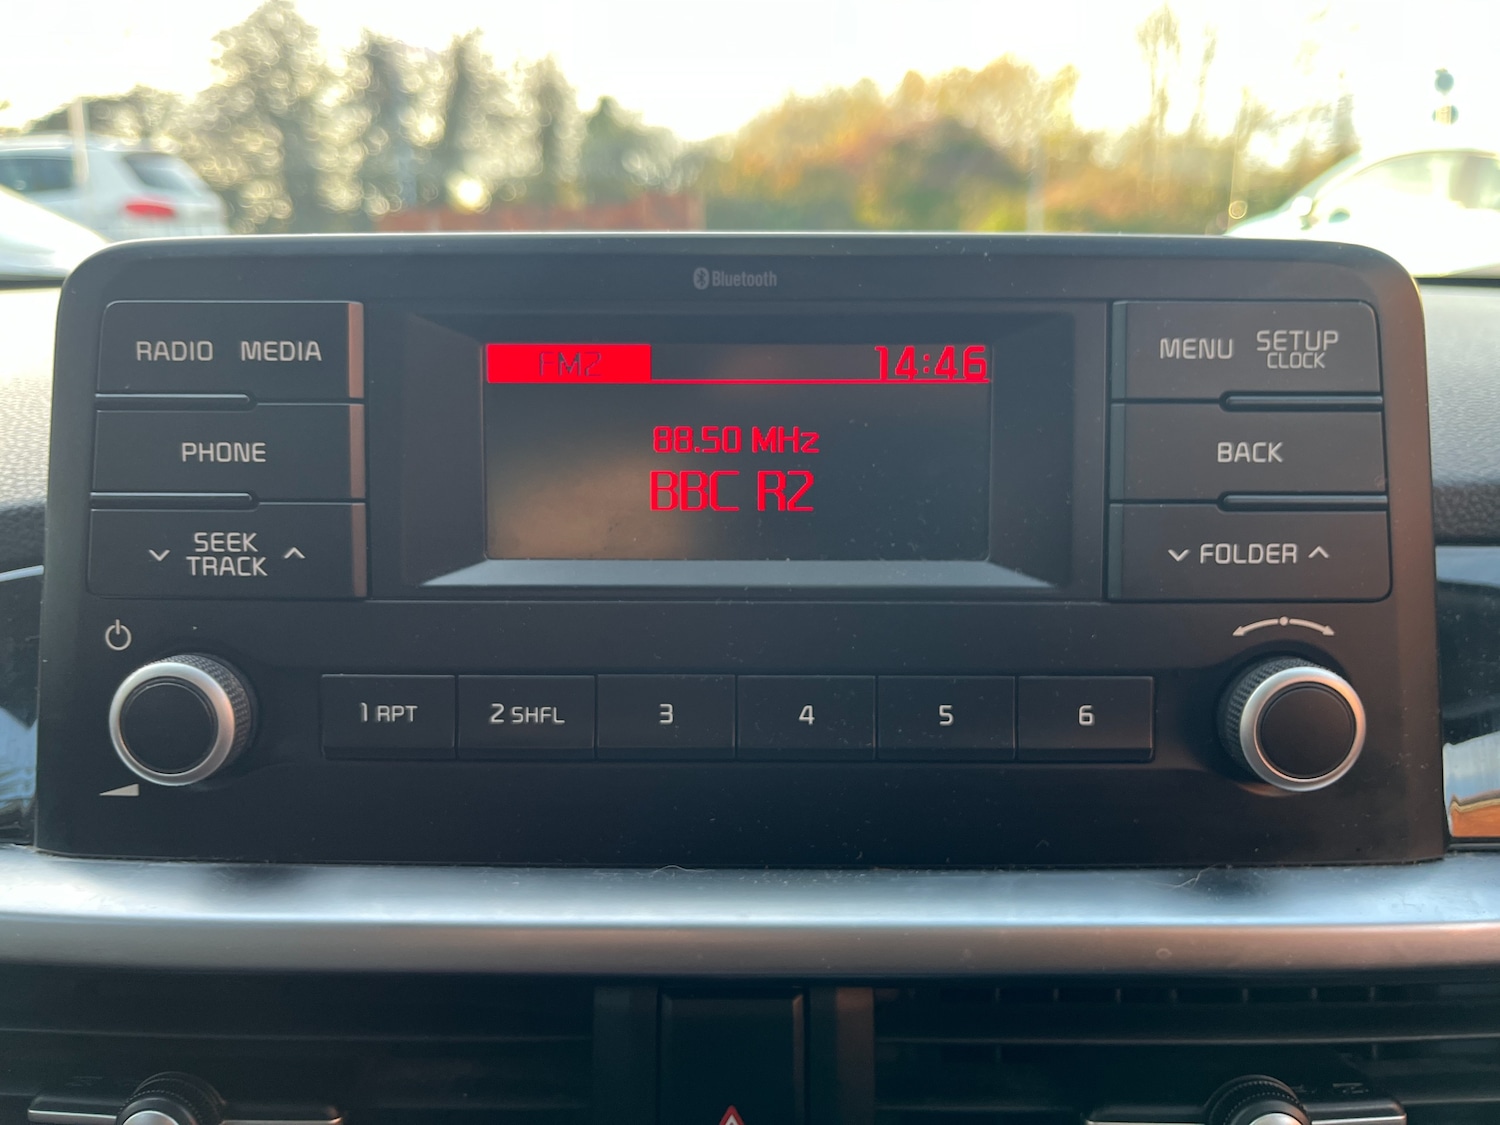 Bluetooth
RADIO MEDIA
PHONE
SEEK
TRACK
FM2 14:46
88.50 MHz
BBC R2
MENU SETUP
CLOCK
BACK
FOLDER
1 RPT 2 SHFL 3 4 5 6